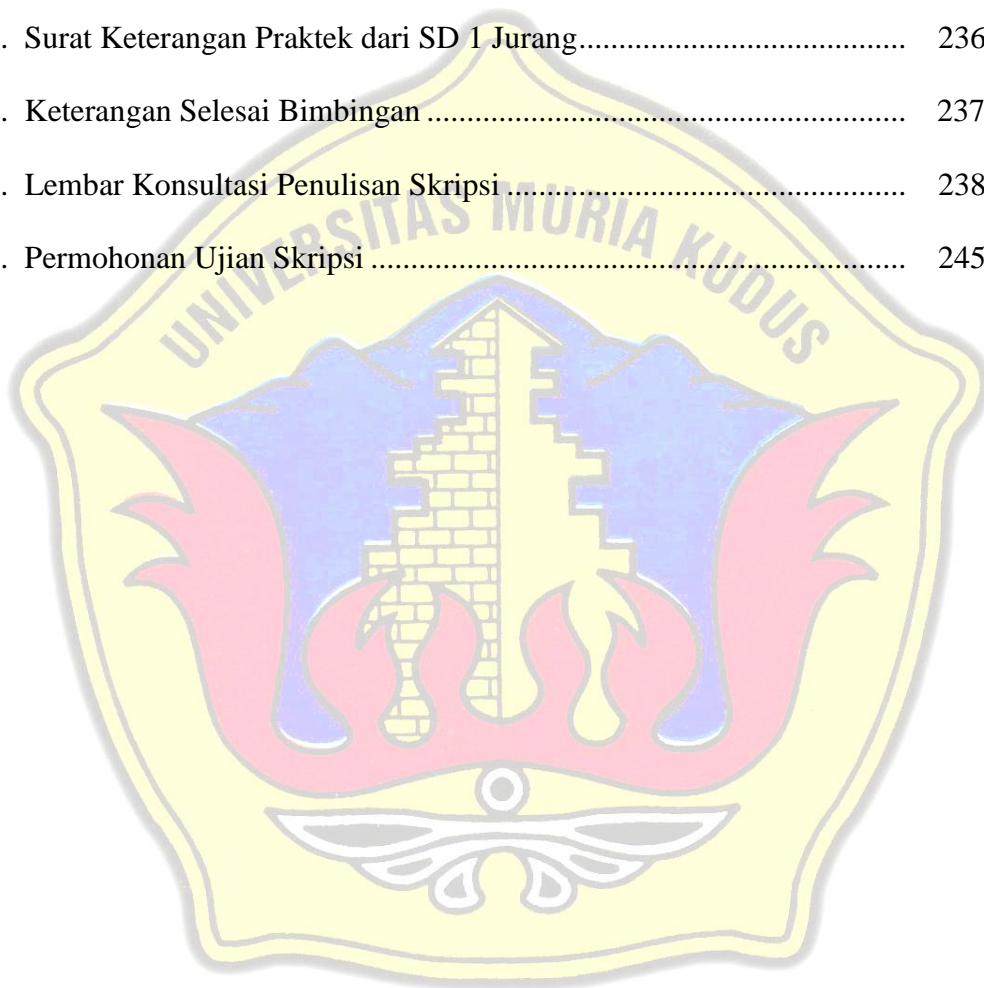 . Surat Keterangan Praktek dari SD 1 Jurang......................................... 236
. Keterangan Selesai Bimbingan ............................................................ 237
. Lembar Konsultasi Penulisan Skripsi .................................................. 238
. Permohonan Ujian Skripsi ................................................................... 245
UNIVERSITAS MURIA KUDUS